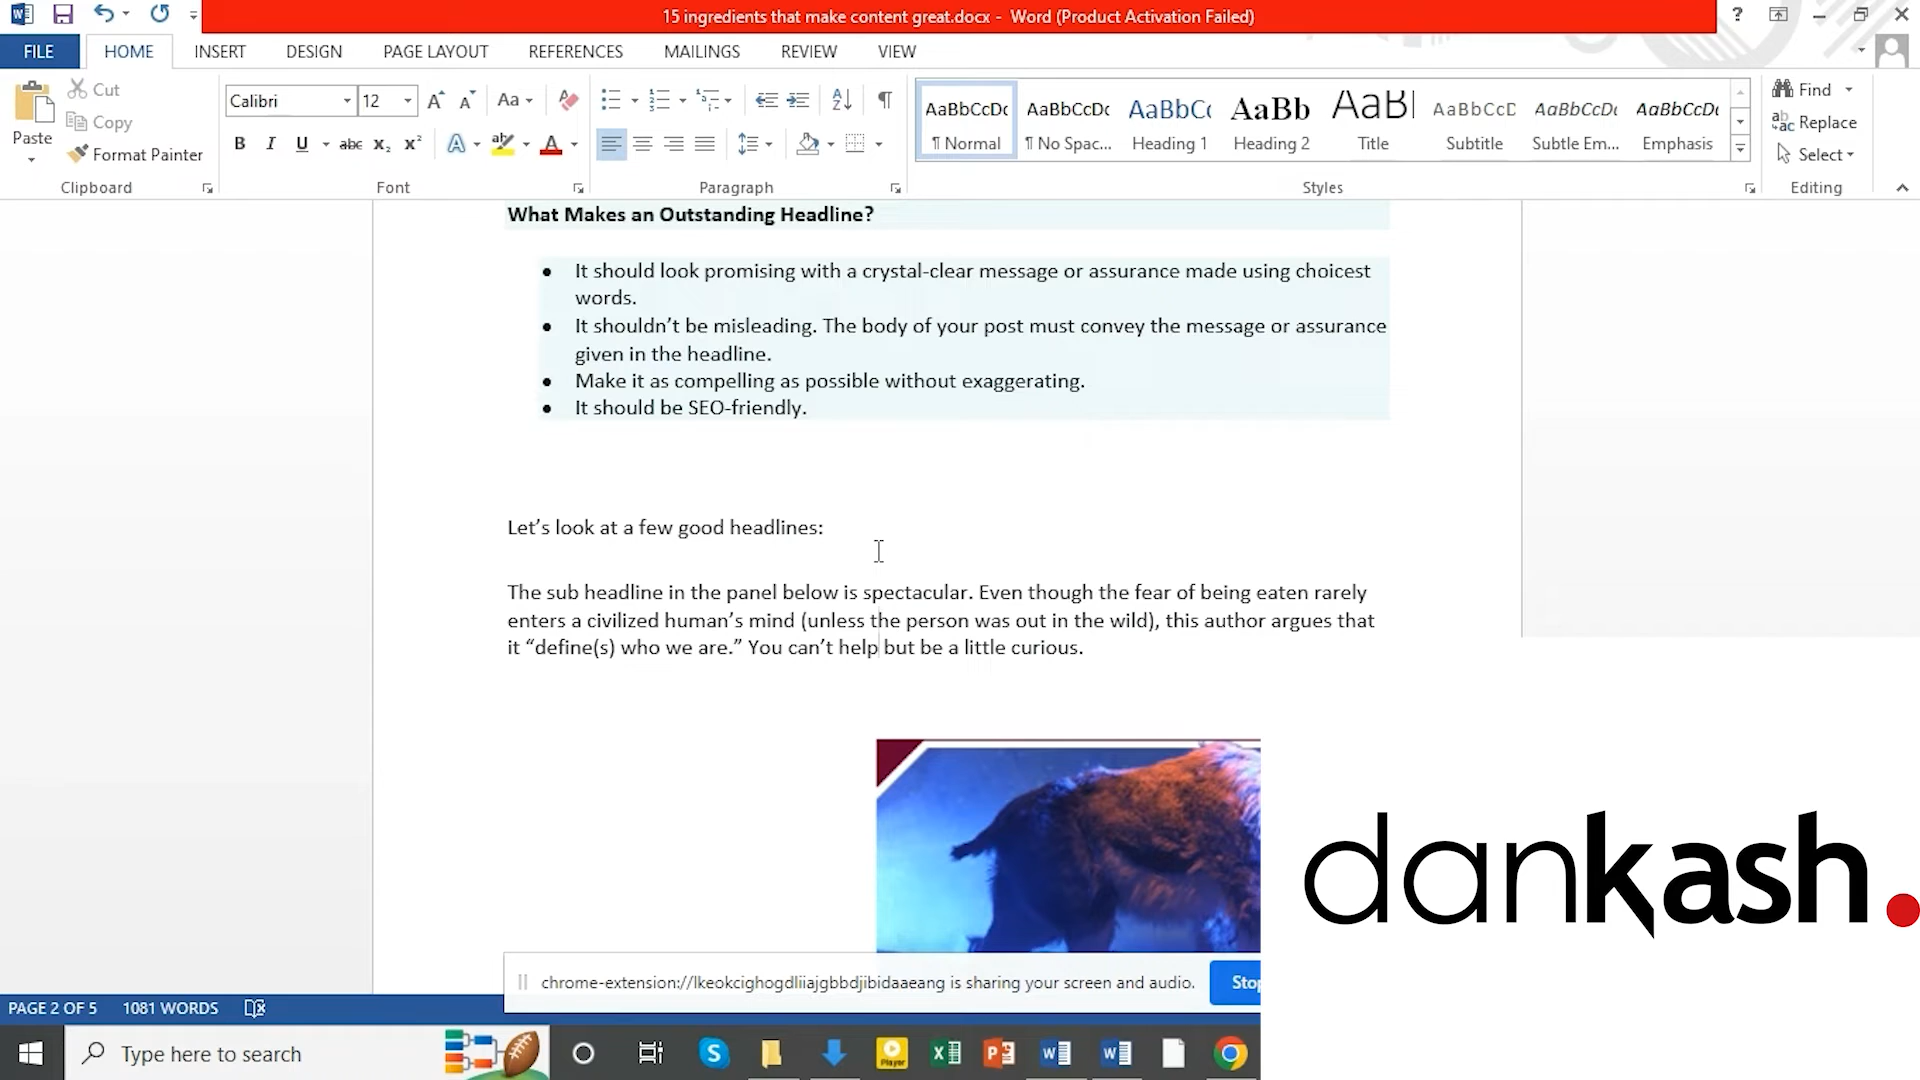 15 ingredients that make content great.docx - Word (Product Activation Failed)
?
FILE HOME INSERT DESIGN PAGE LAYOUT REFERENCES MAILINGS REVIEW VIEW
Paste
Cut
Copy
Format Painter
Clipboard
Calibri 12
Font
Paragraph
AaBbCcDc AaBbCcDc AaBbC AaBb AaB AaBbCcD AaBbCcDc AaBbCcDc
¶ Normal ¶ No Spac... Heading 1 Heading 2 Title Subtitle Subtle Em... Emphasis
Styles
Find
Replace
Select
Editing
What Makes an Outstanding Headline?
• It should look promising with a crystal-clear message or assurance made using choicest
words.
• It shouldn’t be misleading. The body of your post must convey the message or assurance
given in the headline.
• Make it as compelling as possible without exaggerating.
• It should be SEO-friendly.
Let’s look at a few good headlines:
The sub headline in the panel below is spectacular. Even though the fear of being eaten rarely
enters a civilized human’s mind (unless the person was out in the wild), this author argues that
it “define(s) who we are.” You can’t help but be a little curious.
dankash.
chrome-extension://lkeokcighogdliiajgbbdjibidaaeang is sharing your screen and audio. Stop
PAGE 2 OF 5 1081 WORDS
Type here to search
Player